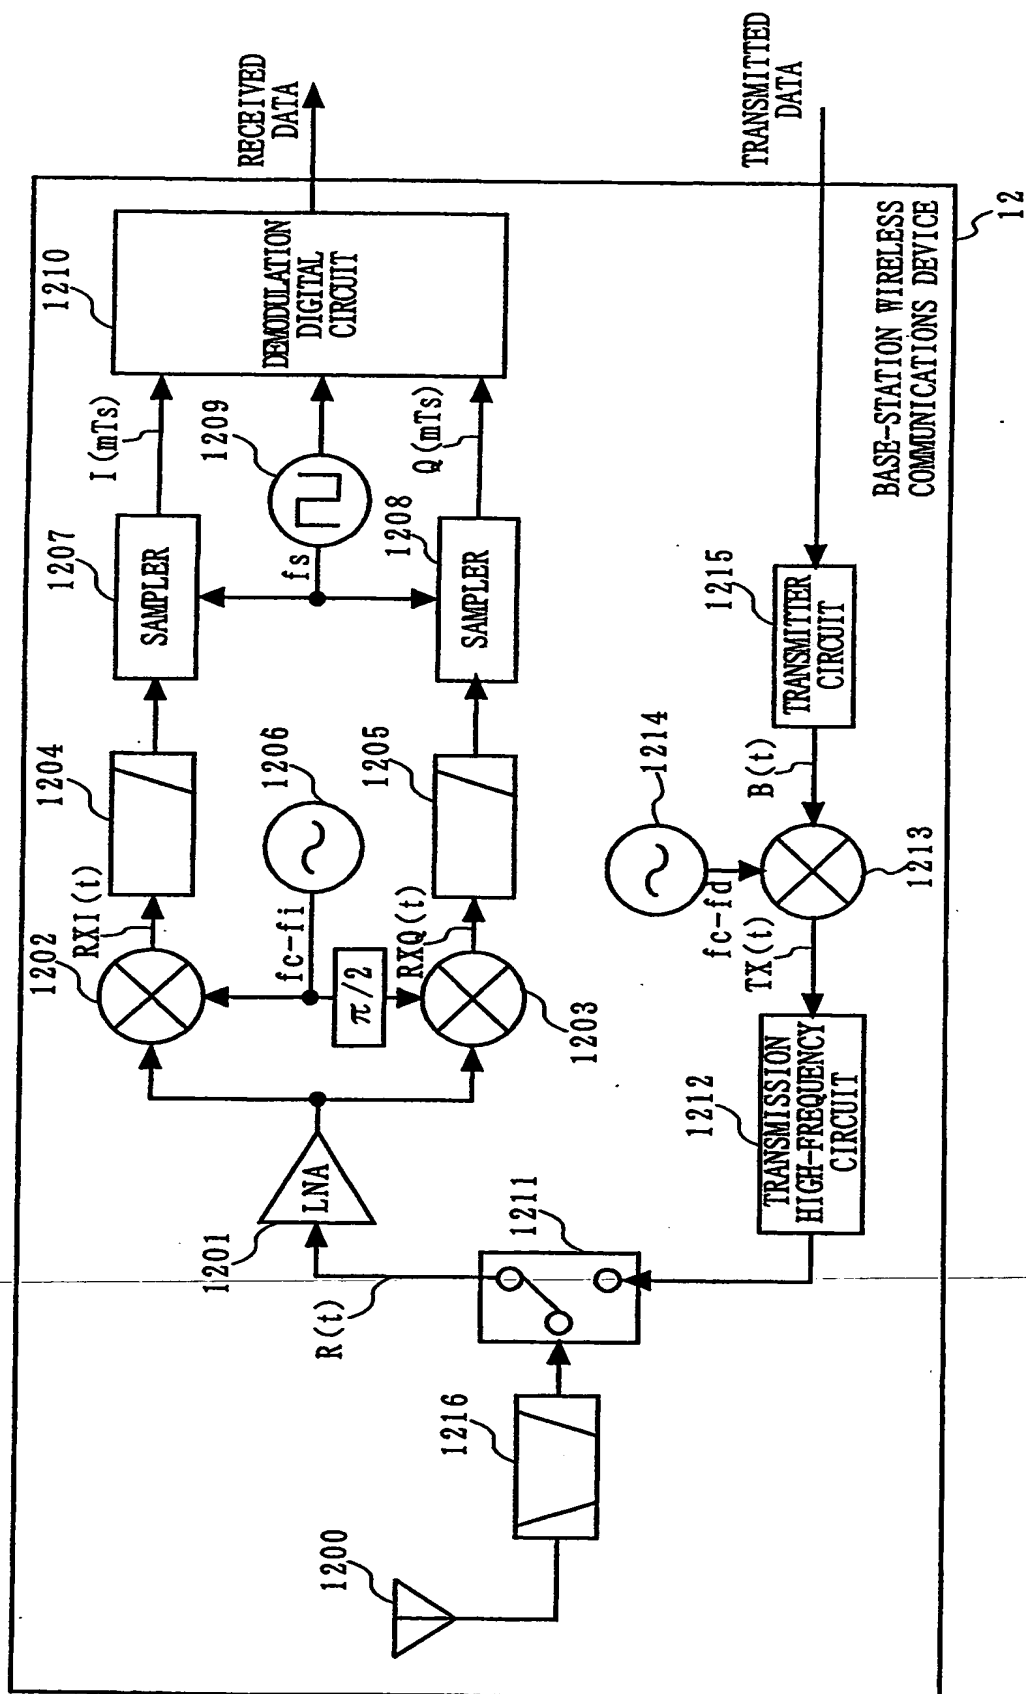 1210
1207
I(mTs)
DEMODULATION
DIGITAL
CIRCUIT
RECEIVED
DATA
SAMPLER
1209
fs
1208
Q(mTs)
SAMPLER
1204
1202
RXI(t)
1206
fc-fi
π/2
1205
RXQ(t)
1203
LNA
1201
R(t)
1211
1216
1200
TRANSMITTED
DATA
1215
TRANSMITTER
CIRCUIT
B(t)
1214
fc-fd
1213
TX(t)
1212
TRANSMISSION
HIGH-FREQUENCY
CIRCUIT
BASE-STATION WIRELESS
COMMUNICATIONS DEVICE
12